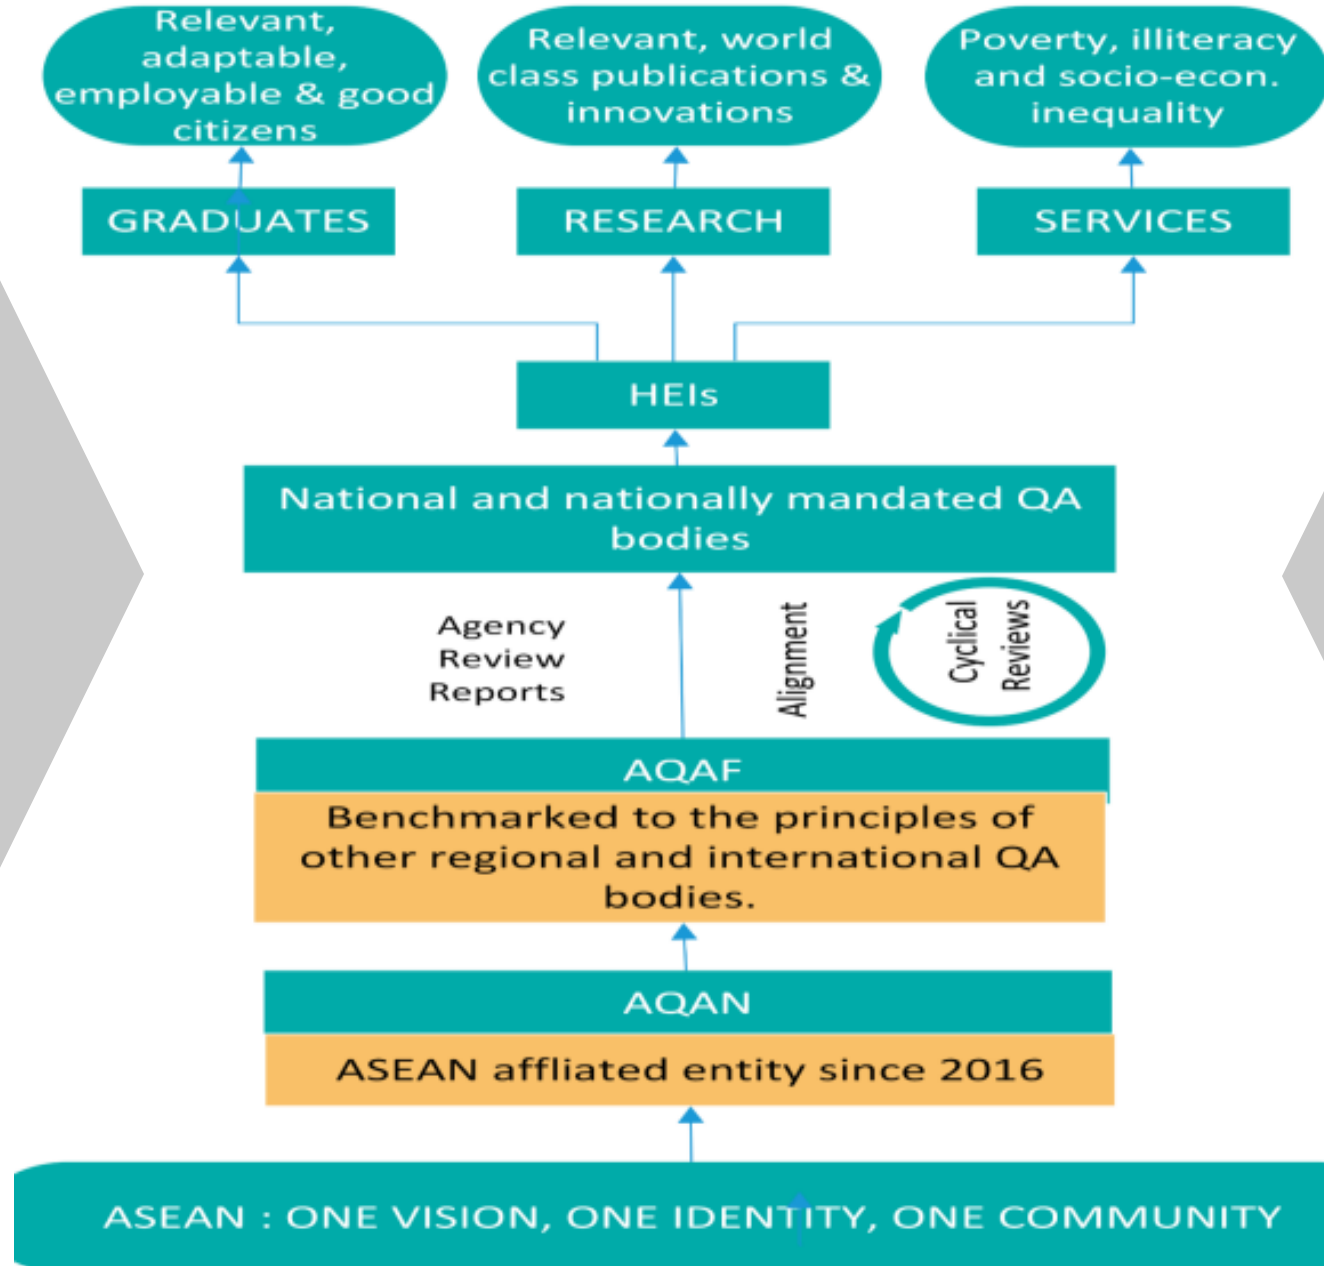 Relevant,
adaptable,
employable & good
citizens
Relevant, world
class publications &
innovations
Poverty, illiteracy
and socio-econ.
inequality
GRADUATES
RESEARCH
SERVICES
HEIs
National and nationally mandated QA
bodies
Agency
Review
Reports
Alignment
Cyclical
Reviews
AQAF
Benchmarked to the principles of
other regional and international QA
bodies.
AQAN
ASEAN affliated entity since 2016
ASEAN : ONE VISION, ONE IDENTITY, ONE COMMUNITY